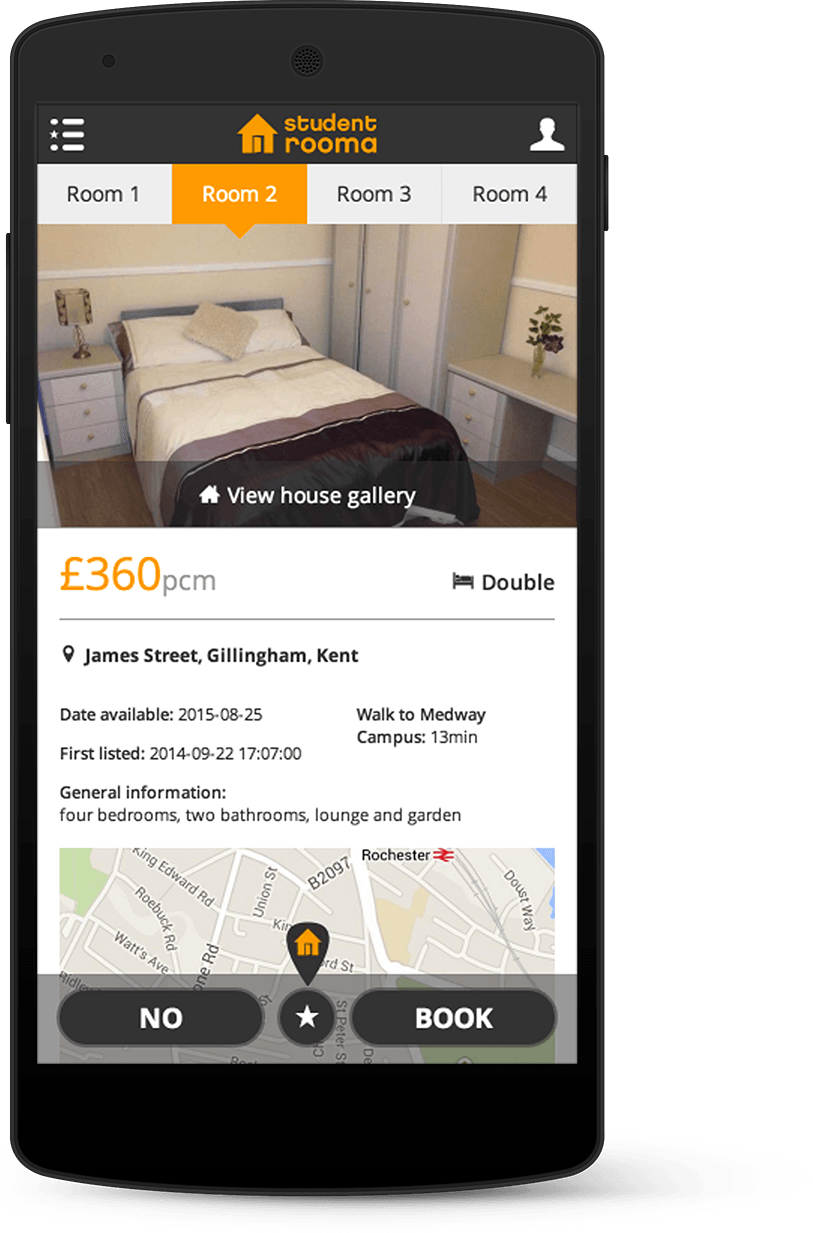 student
rooma
Room 1
Room 2
Room 3
Room 4
View house gallery
£360pcm
Double
James Street, Gillingham, Kent
Date available: 2015-08-25
Walk to Medway
Campus: 13min
First listed: 2014-09-22 17:07:00
General information:
four bedrooms, two bathrooms, lounge and garden
King Edward Rd
Rochester
B2097
Union St
Doust Way
Roebuck Rd
Watt's Ave
St Peter St
NO
BOOK